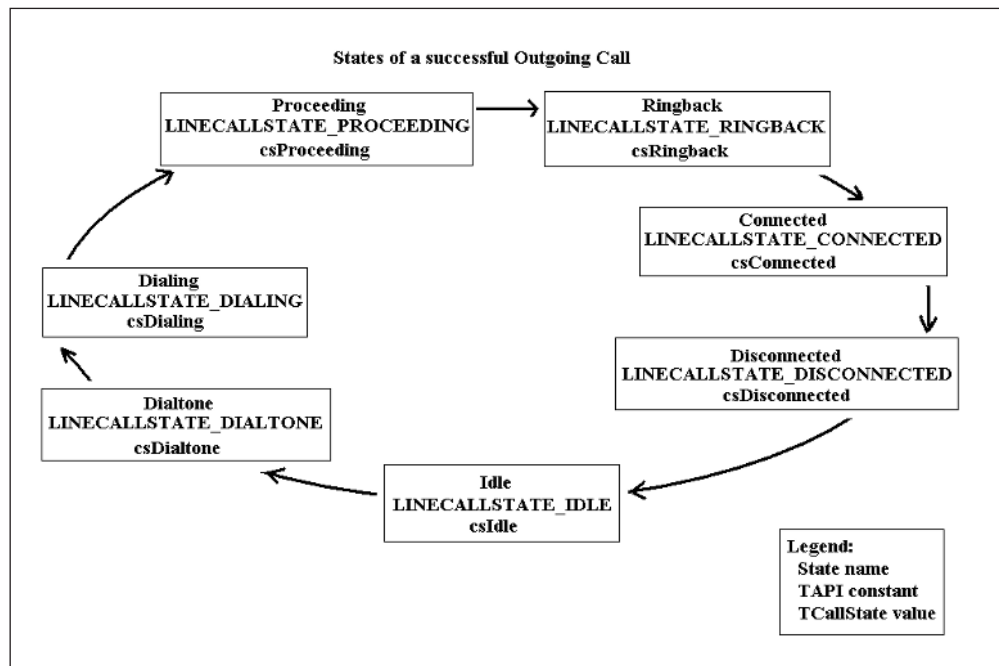 States of a successful Outgoing Call
Proceeding
LINECALLSTATE_PROCEEDING
csProceeding
Ringback
LINECALLSTATE_RINGBACK
csRingback
Connected
LINECALLSTATE_CONNECTED
csConnected
Dialing
LINECALLSTATE_DIALING
csDialing
Disconnected
LINECALLSTATE_DISCONNECTED
csDisconnected
Dialtone
LINECALLSTATE_DIALTONE
csDialtone
Idle
LINECALLSTATE_IDLE
csIdle
Legend:
State name
TAPI constant
TCallState value